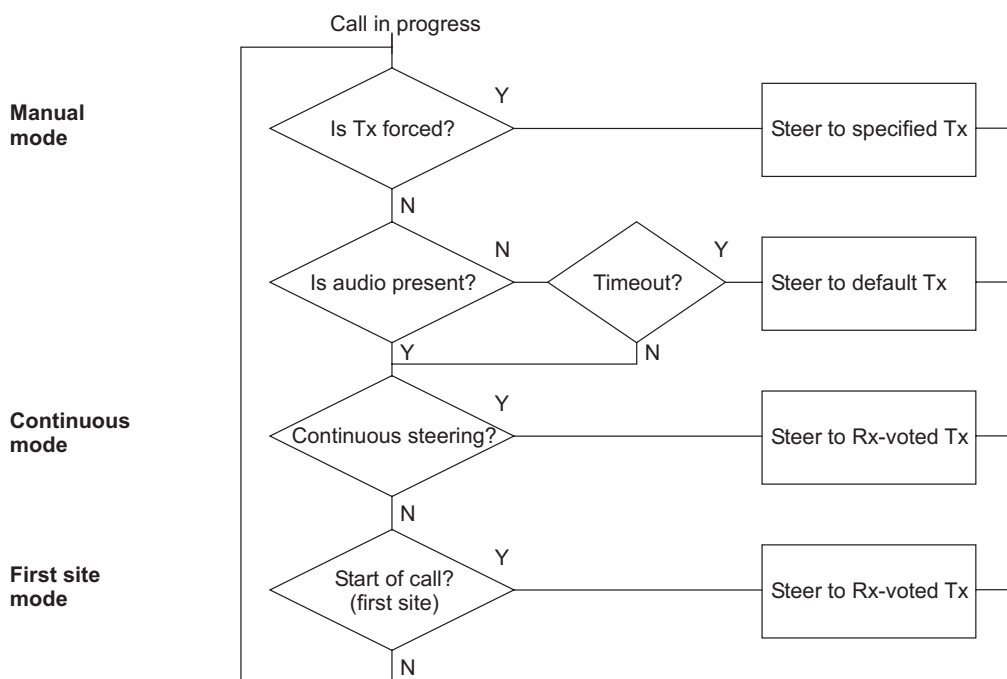 Call in progress
Manual
mode
Is Tx forced?
Y
Steer to specified Tx
N
Is audio present?
N
Timeout?
Y
Steer to default Tx
Y
N
Continuous
mode
Continuous steering?
Y
Steer to Rx-voted Tx
N
First site
mode
Start of call?
(first site)
Y
Steer to Rx-voted Tx
N